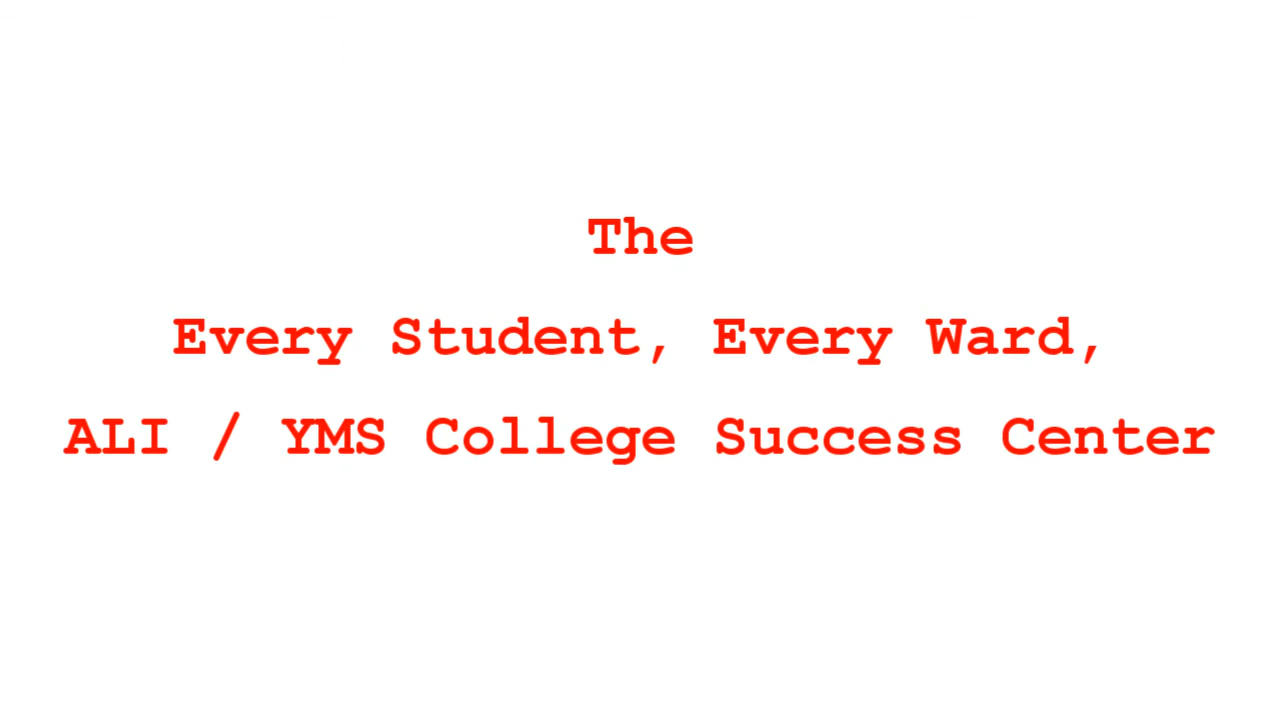 The
Every Student, Every Ward,
ALI / YMS College Success Center